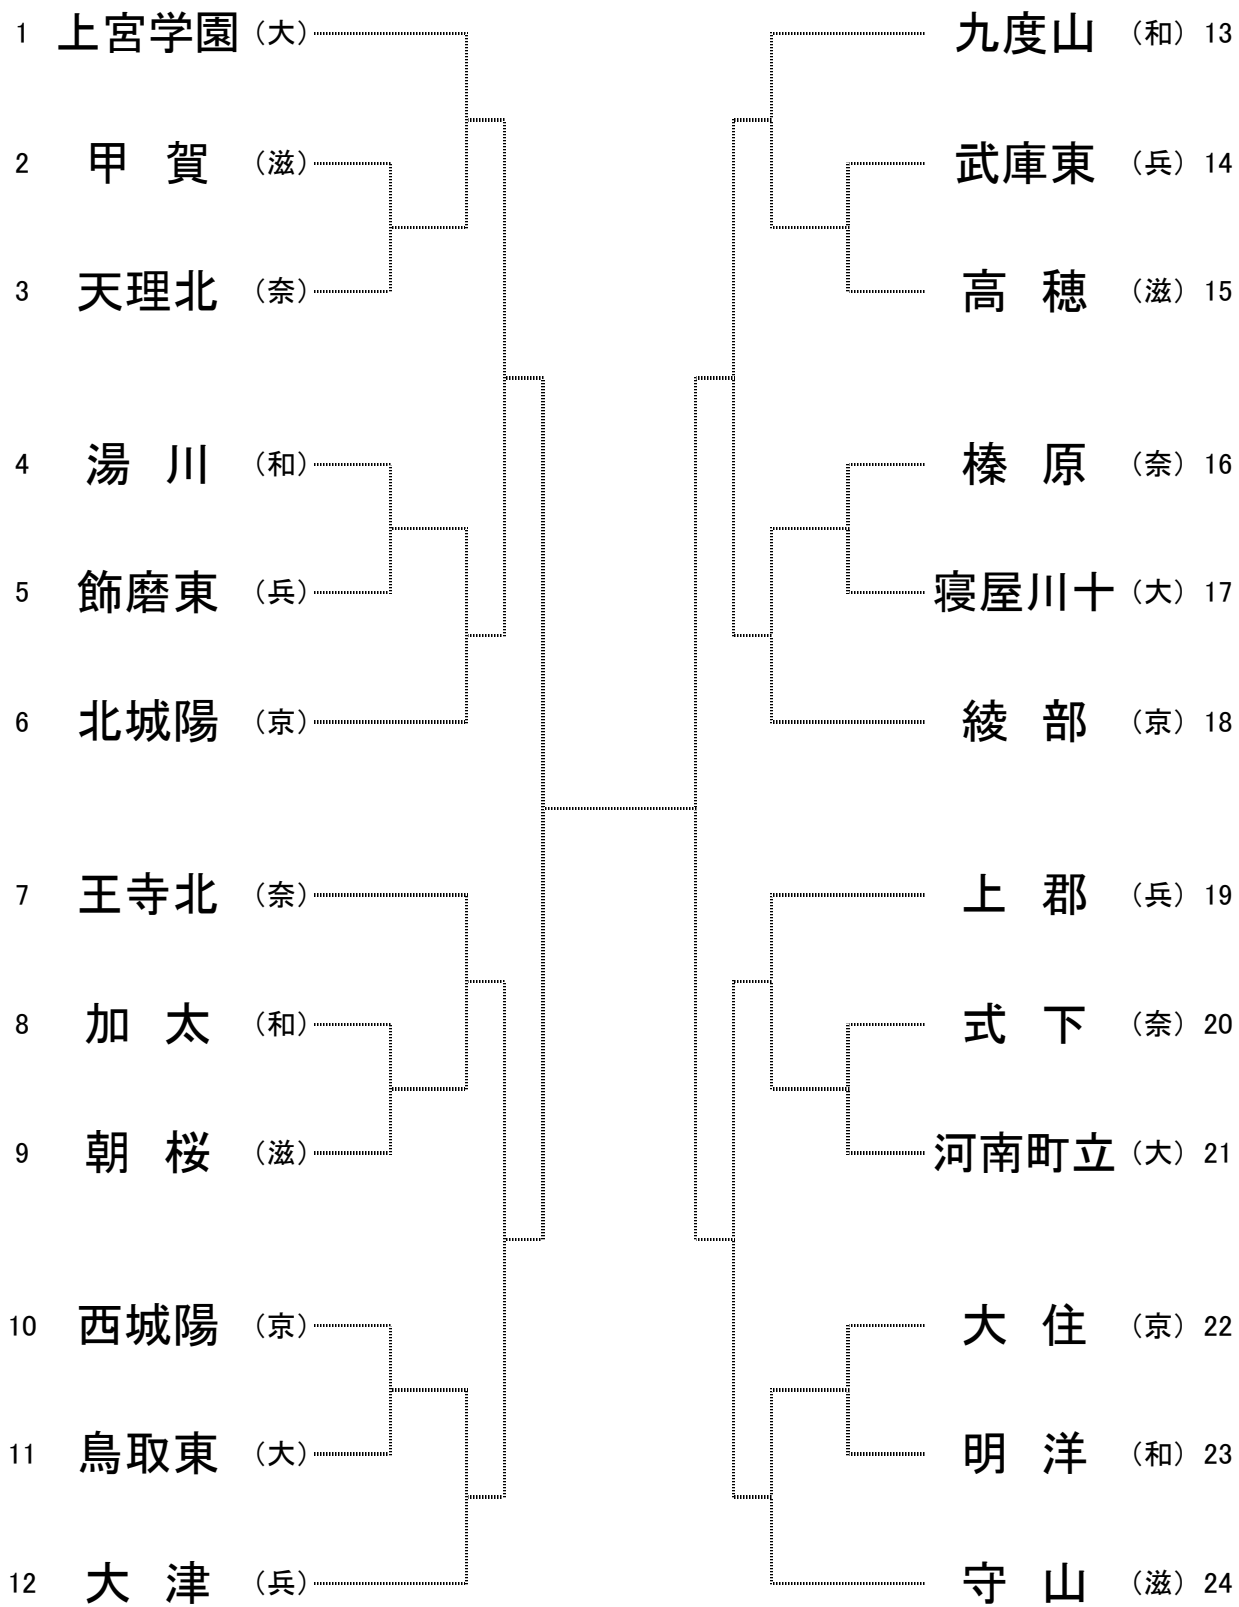 1 上宮学園 （大）
2 甲 賀 （滋）
3 天理北 （奈）
4 湯 川 （和）
5 飾磨東 （兵）
6 北城陽 （京）
7 王寺北 （奈）
8 加 太 （和）
9 朝 桜 （滋）
10 西城陽 （京）
11 鳥取東 （大）
12 大 津 （兵）
九度山 （和） 13
武庫東 （兵） 14
高 穂 （滋） 15
榛 原 （奈） 16
寝屋川十 （大） 17
綾 部 （京） 18
上 郡 （兵） 19
式 下 （奈） 20
河南町立 （大） 21
大 住 （京） 22
明 洋 （和） 23
守 山 （滋） 24